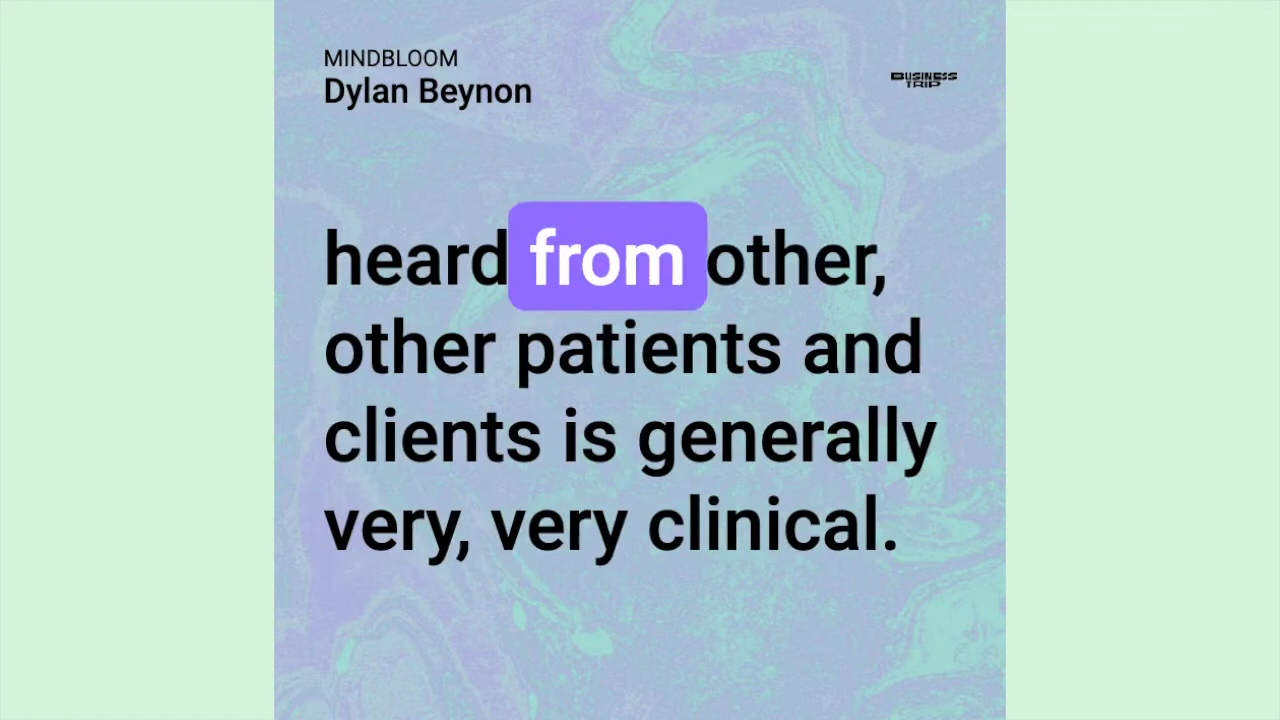 MINDBLOOM
Dylan Beynon
BUSINESS
TRIP
heard from other,
other patients and
clients is generally
very, very clinical.